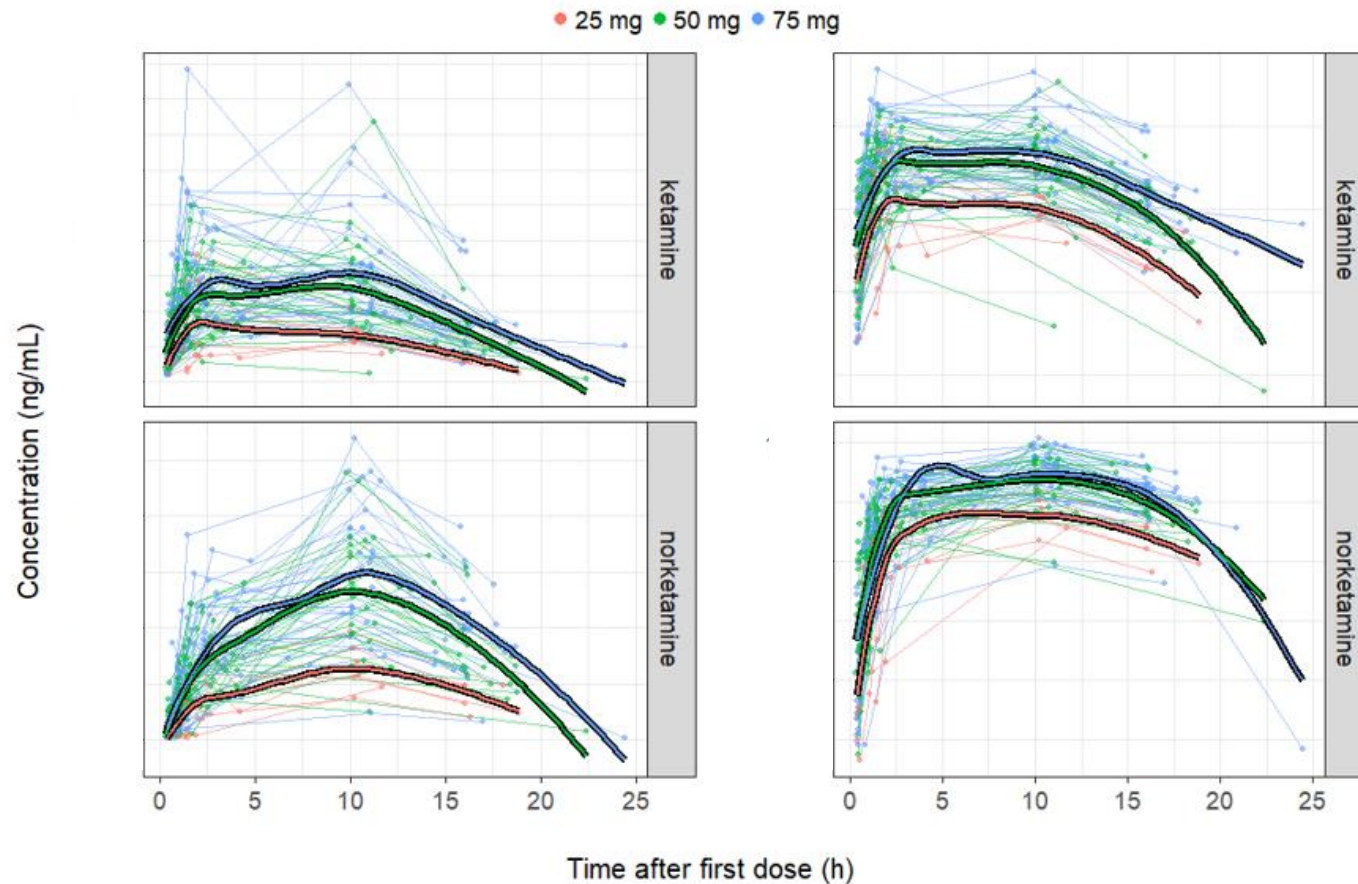 25 mg 50 mg 75 mg
Concentration (ng/mL)
ketamine
ketamine
norketamine
norketamine
0 5 10 15 20 25
0 5 10 15 20 25
Time after first dose (h)